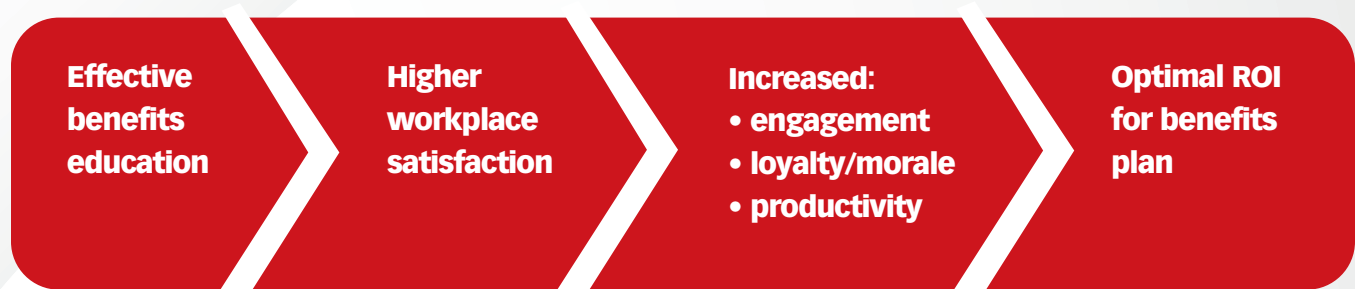 Effective
benefits
education
Higher
workplace
satisfaction
Increased:
• engagement
• loyalty/morale
• productivity
Optimal ROI
for benefits
plan